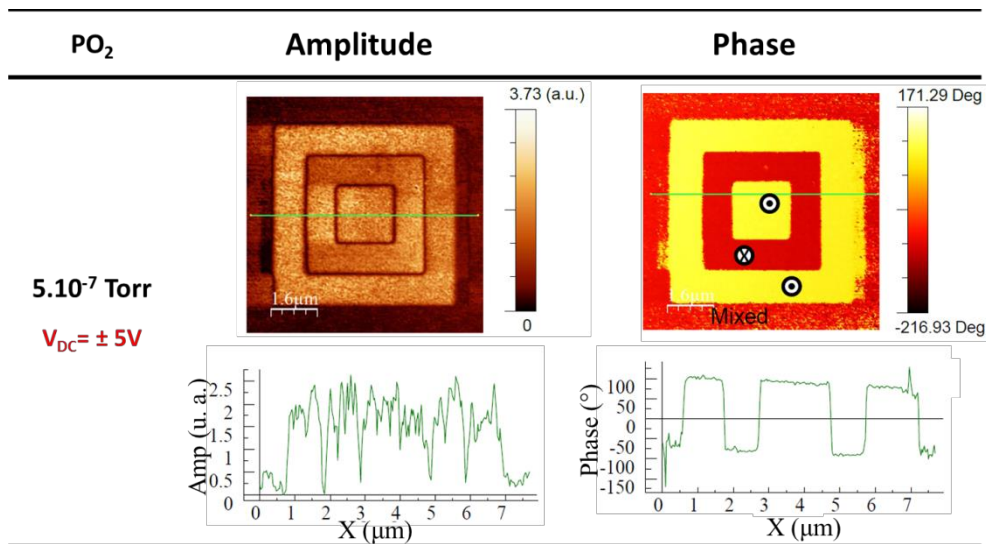 PO2 Amplitude Phase
3.73 (a.u.)
1.6µm
0
171.29 Deg
1.6µm
Mixed
-216.93 Deg
5.10-7 Torr
VDC= ± 5V
Amp (u. a.)
2.5
2
1.5
1
0.5
0
0 1 2 3 4 5 6 7
X (µm)
Phase (°)
100
50
0
-50
-100
-150
0 1 2 3 4 5 6 7
X (µm)